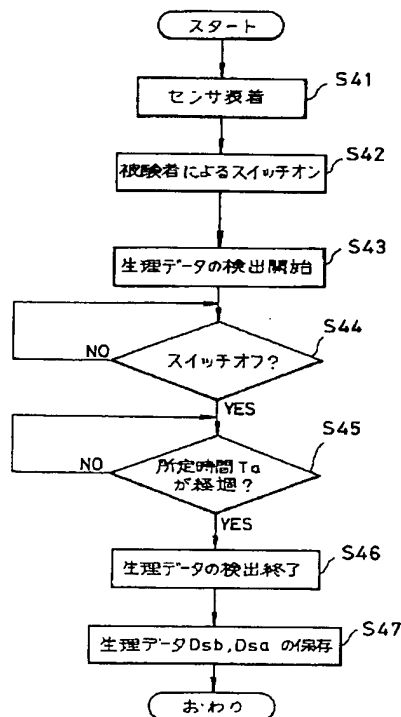 スタート
S41
センサ装着
S42
被験者によるスイッチオン
S43
生理データの検出開始
S44
スイッチオフ?
NO
YES
S45
所定時間Ta
が経過?
NO
YES
S46
生理データの検出終了
S47
生理データDsb,Dsa の保存
おわり